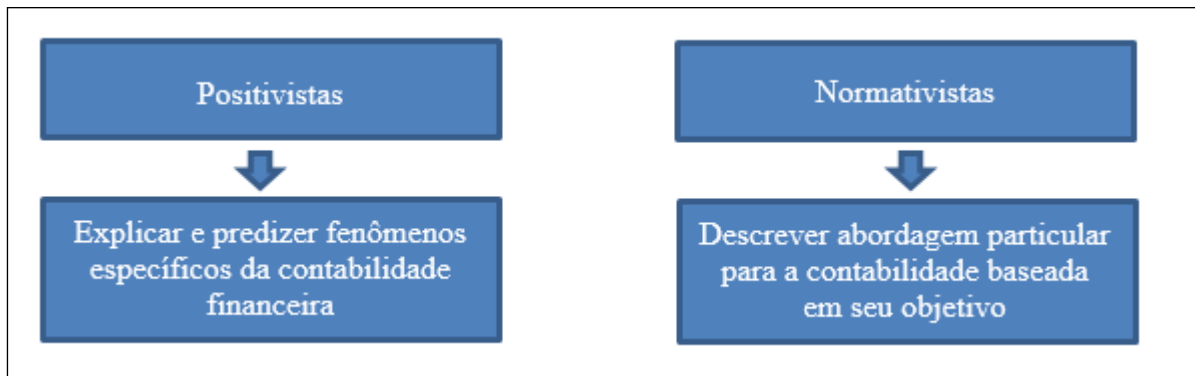 Positivistas
Explicar e predizer fenômenos
específicos da contabilidade
financeira
Normativistas
Descrever abordagem particular
para a contabilidade baseada
em seu objetivo